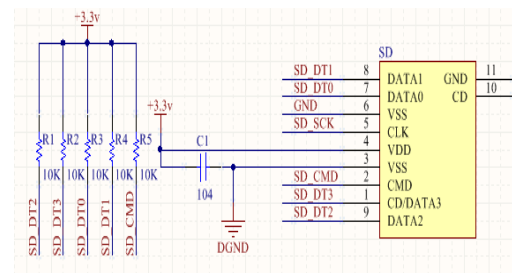 +3.3v
R1 R2 R3 R4 R5
10K 10K 10K 10K 10K
SD_DT2
SD_DT3
SD_DT0
SD_DT1
SD_CMD
+3.3v
C1
104
DGND
SD
SD_DT1 8 DATA1 GND 11
SD_DT0 7 DATA0 CD 10
GND 6 VSS
SD_SCK 5 CLK
4 VDD
3 VSS
SD_CMD 2 CMD
SD_DT3 1 CD/DATA3
SD_DT2 9 DATA2